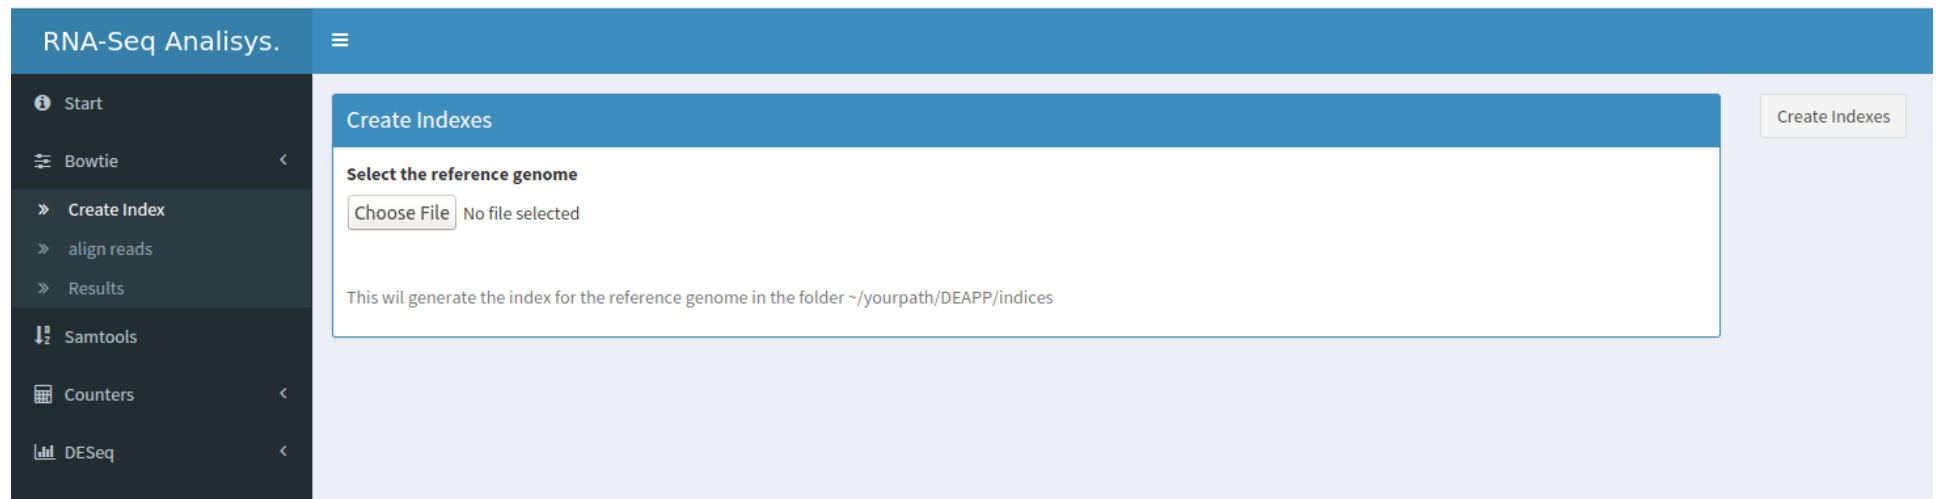 RNA-Seq Analisys.
Start
Bowtie
Create Index
align reads
Results
Samtools
Counters
DESeq
Create Indexes
Select the reference genome
Choose File No file selected
This wil generate the index for the reference genome in the folder ~/yourpath/DEAPP/indices
Create Indexes